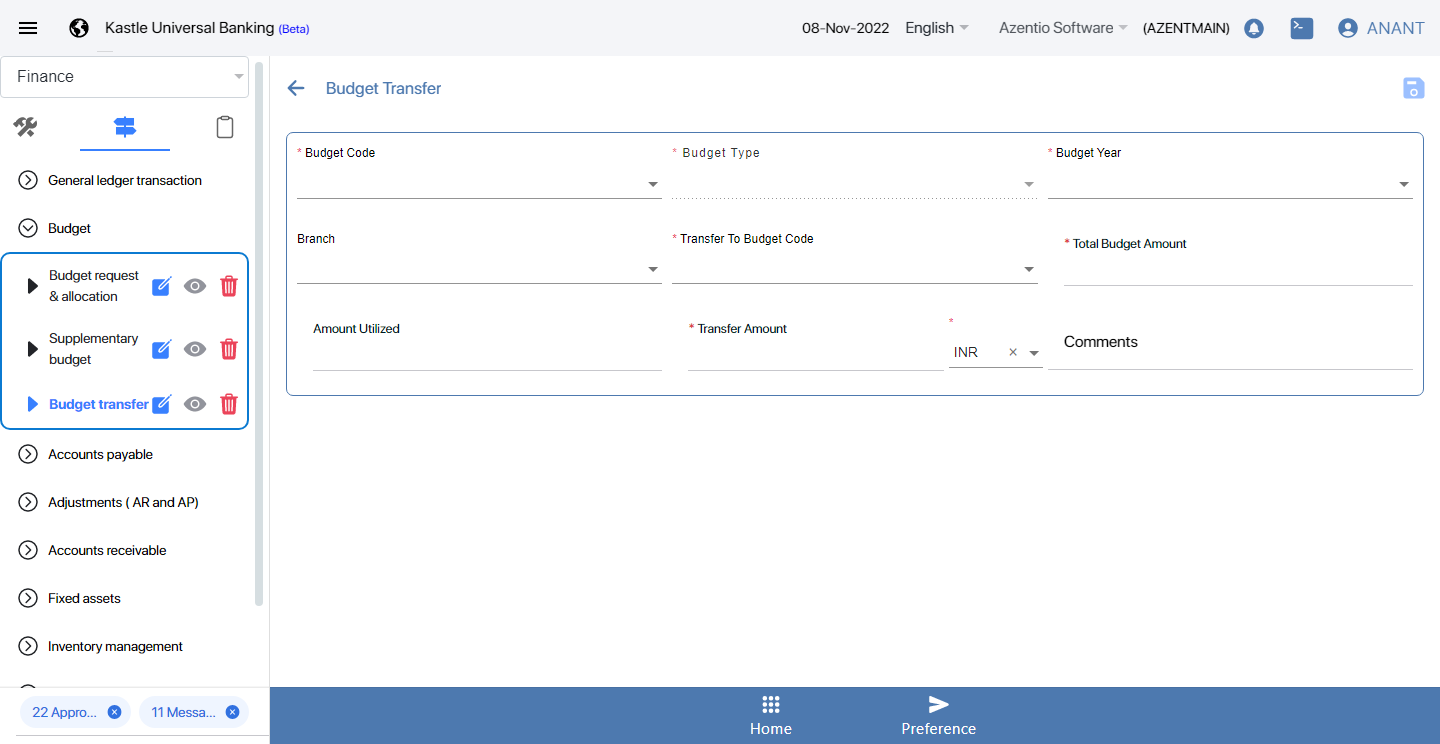 Kastle Universal Banking (Beta)
08-Nov-2022
English
Azentio Software
(AZENTMAIN)
ANANT
Finance
General ledger transaction
Budget
Budget request
& allocation
Supplementary
budget
Budget transfer
Accounts payable
Adjustments ( AR and AP)
Accounts receivable
Fixed assets
Inventory management
22 Appro...
11 Messa...
Budget Transfer
* Budget Code
* Budget Type
* Budget Year
Branch
* Transfer To Budget Code
* Total Budget Amount
Amount Utilized
* Transfer Amount
*
INR ×
Comments
Home
Preference